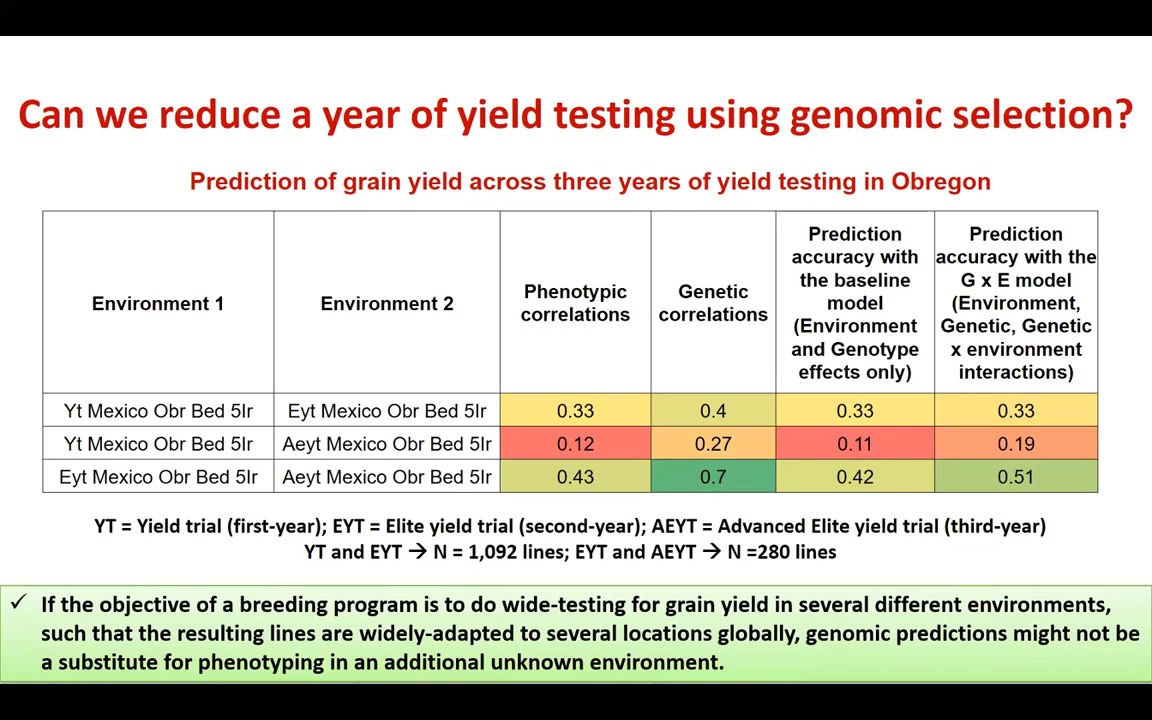 Can we reduce a year of yield testing using genomic selection?
Prediction of grain yield across three years of yield testing in Obregon
Environment 1
Environment 2
Phenotypic
correlations
Genetic
correlations
Prediction
accuracy with
the baseline
model
(Environment
and Genotype
effects only)
Prediction
accuracy with the
G x E model
(Environment,
Genetic, Genetic
x environment
interactions)
Yt Mexico Obr Bed 5Ir Eyt Mexico Obr Bed 5Ir 0.33 0.4 0.33 0.33
Yt Mexico Obr Bed 5Ir Aeyt Mexico Obr Bed 5Ir 0.12 0.27 0.11 0.19
Eyt Mexico Obr Bed 5Ir Aeyt Mexico Obr Bed 5Ir 0.43 0.7 0.42 0.51
YT = Yield trial (first-year); EYT = Elite yield trial (second-year); AEYT = Advanced Elite yield trial (third-year)
YT and EYT → N = 1,092 lines; EYT and AEYT → N =280 lines
✓ If the objective of a breeding program is to do wide-testing for grain yield in several different environments,
such that the resulting lines are widely-adapted to several locations globally, genomic predictions might not be
a substitute for phenotyping in an additional unknown environment.